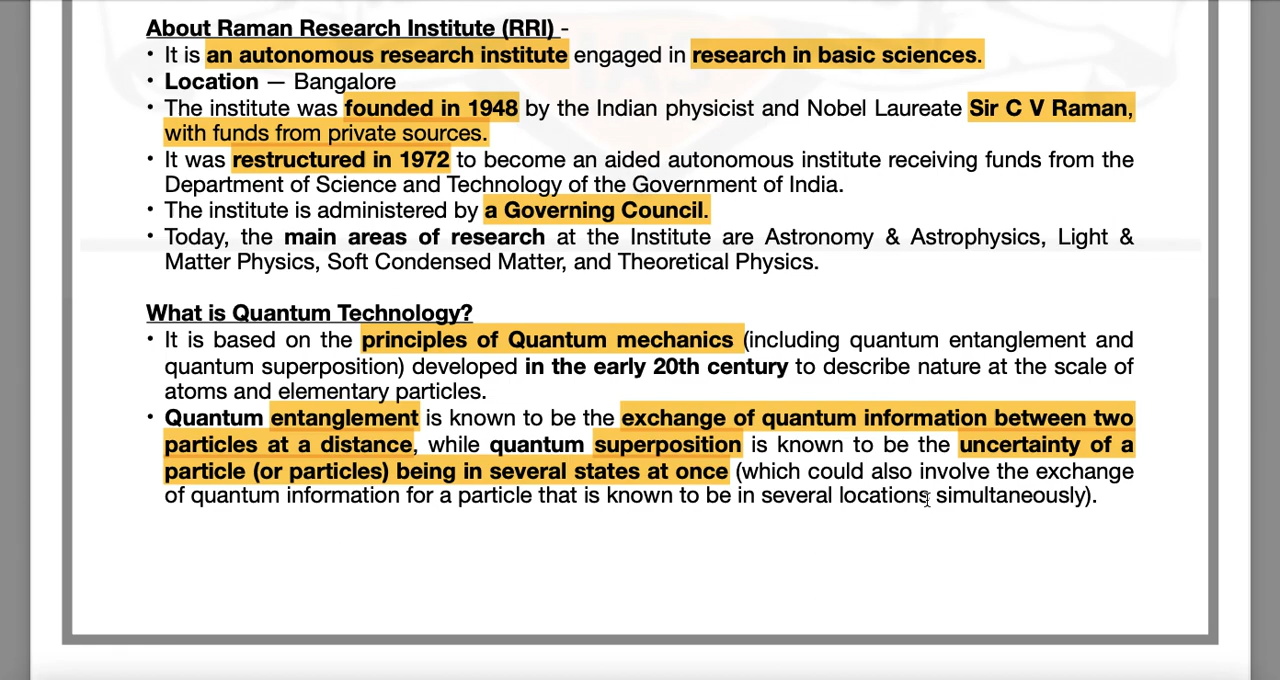 About Raman Research Institute (RRI) -
• It is an autonomous research institute engaged in research in basic sciences.
• Location — Bangalore
• The institute was founded in 1948 by the Indian physicist and Nobel Laureate Sir C V Raman,
with funds from private sources.
• It was restructured in 1972 to become an aided autonomous institute receiving funds from the
Department of Science and Technology of the Government of India.
• The institute is administered by a Governing Council.
• Today, the main areas of research at the Institute are Astronomy & Astrophysics, Light &
Matter Physics, Soft Condensed Matter, and Theoretical Physics.
What is Quantum Technology?
• It is based on the principles of Quantum mechanics (including quantum entanglement and
quantum superposition) developed in the early 20th century to describe nature at the scale of
atoms and elementary particles.
• Quantum entanglement is known to be the exchange of quantum information between two
particles at a distance, while quantum superposition is known to be the uncertainty of a
particle (or particles) being in several states at once (which could also involve the exchange
of quantum information for a particle that is known to be in several locations simultaneously).